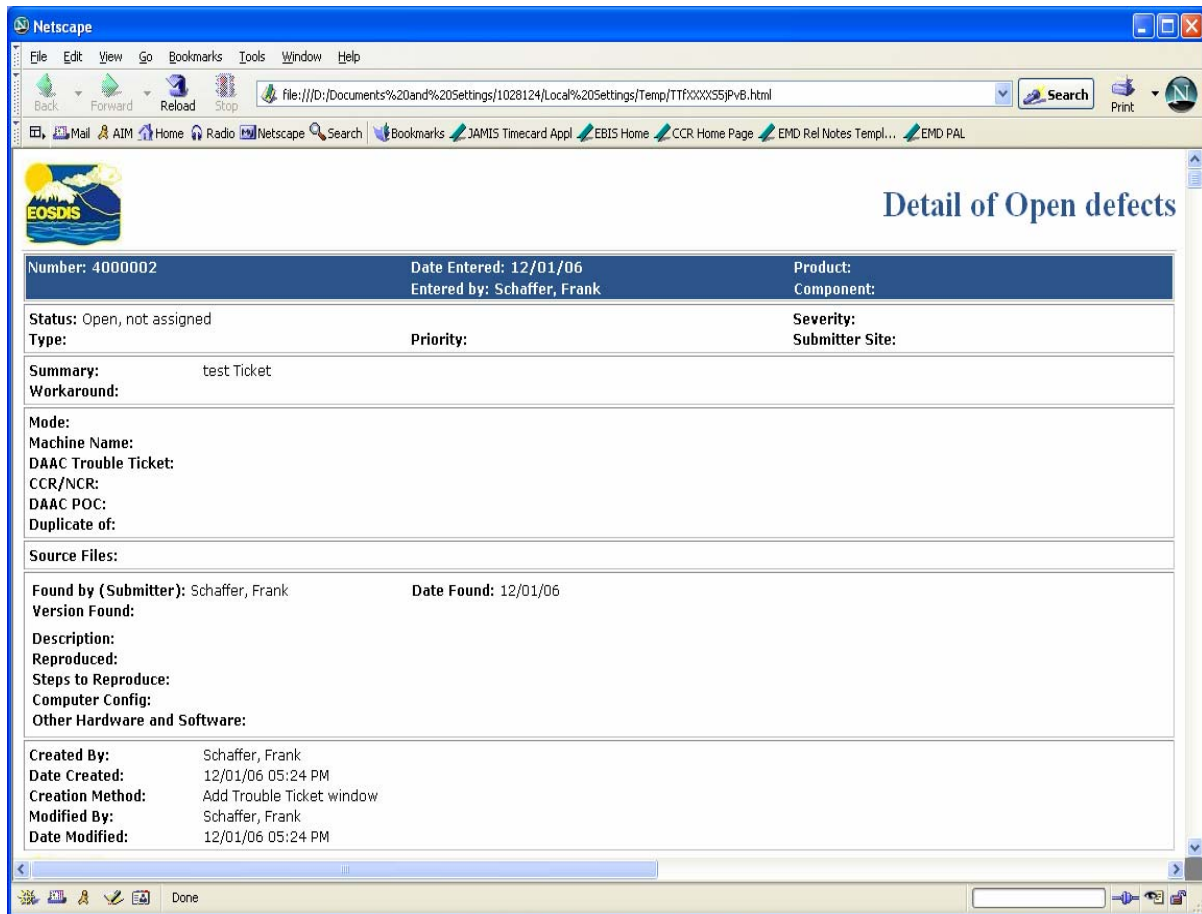 Netscape
File Edit View Go Bookmarks Tools Window Help
Back Forward Reload Stop file:///D:/Documents%20and%20Settings/1028124/Local%20Settings/Temp/TTfXXXXS5jPvB.html Search Print
Mail AIM Home Radio Netscape Search Bookmarks JAMIS Timecard Appl EBIS Home CCR Home Page EMD Rel Notes Templ... EMD PAL
EOSDIS
Detail of Open defects
Number: 4000002 Date Entered: 12/01/06 Product:
Entered by: Schaffer, Frank Component:
Status: Open, not assigned Severity:
Type: Priority: Submitter Site:
Summary: test Ticket
Workaround:
Mode:
Machine Name:
DAAC Trouble Ticket:
CCR/NCR:
DAAC POC:
Duplicate of:
Source Files:
Found by (Submitter): Schaffer, Frank Date Found: 12/01/06
Version Found:
Description:
Reproduced:
Steps to Reproduce:
Computer Config:
Other Hardware and Software:
Created By: Schaffer, Frank
Date Created: 12/01/06 05:24 PM
Creation Method: Add Trouble Ticket window
Modified By: Schaffer, Frank
Date Modified: 12/01/06 05:24 PM
Done